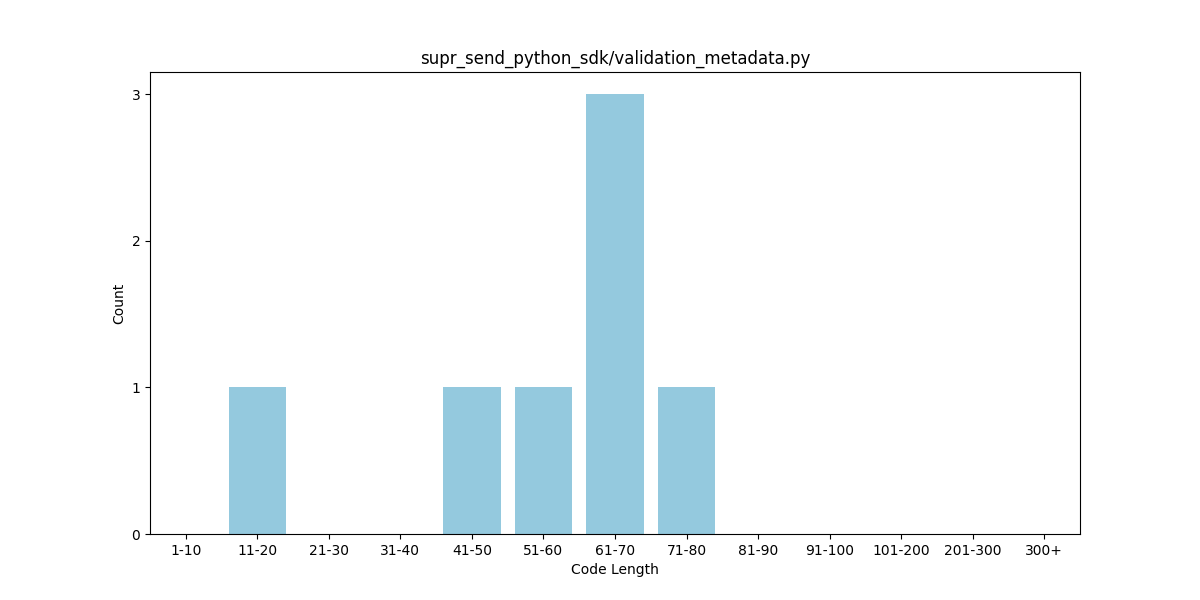 supr_send_python_sdk/validation_metadata.py
3
2
1
0
Count
1-10 11-20 21-30 31-40 41-50 51-60 61-70 71-80 81-90 91-100 101-200 201-300 300+
Code Length